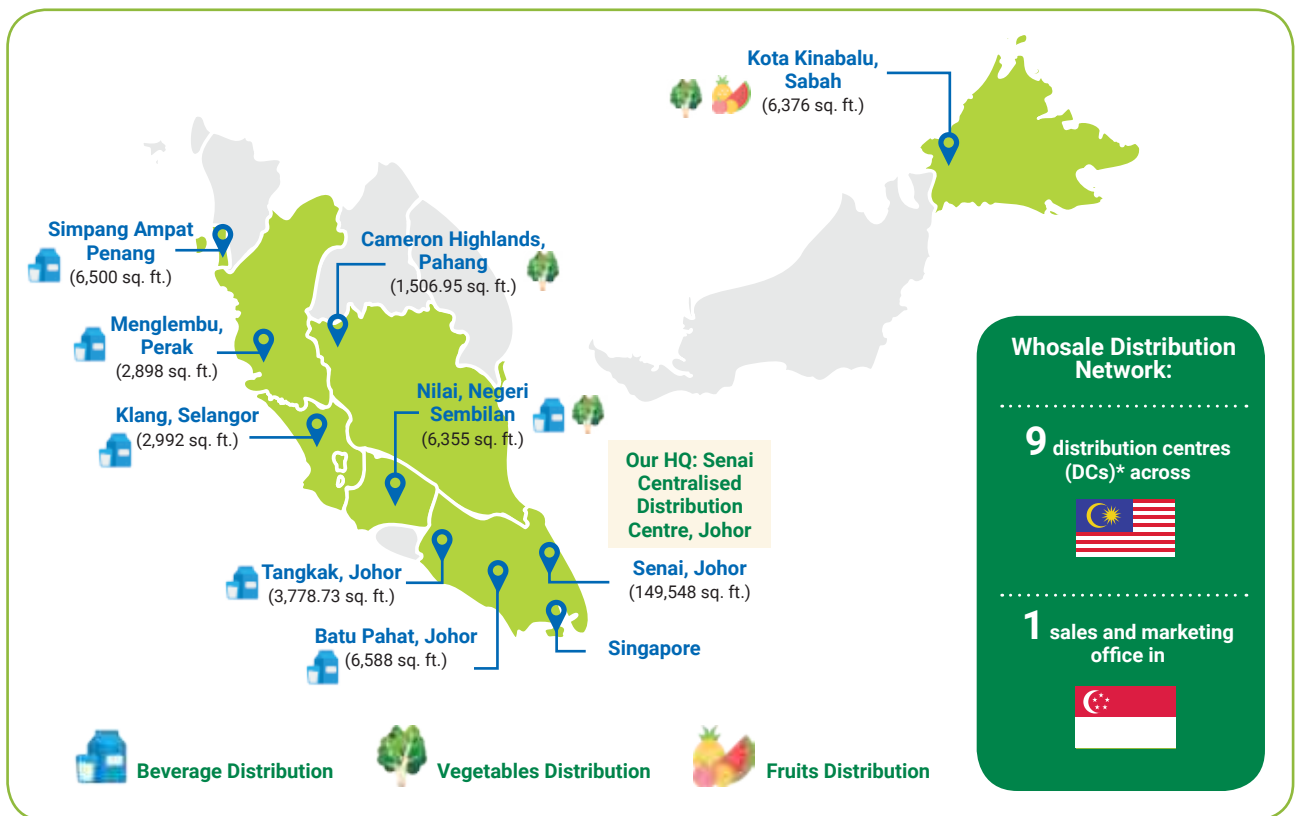 Kota Kinabalu,
Sabah
(6,376 sq. ft.)
Simpang Ampat
Penang
(6,500 sq. ft.)
Cameron Highlands,
Pahang
(1,506.95 sq. ft.)
Menglembu,
Perak
(2,898 sq. ft.)
Klang, Selangor
(2,992 sq. ft.)
Nilai, Negeri
Sembilan
(6,355 sq. ft.)
Our HQ: Senai
Centralised
Distribution
Centre, Johor
Senai, Johor
(149,548 sq. ft.)
Tangkak, Johor
(3,778.73 sq. ft.)
Batu Pahat, Johor
(6,588 sq. ft.)
Singapore
Whosale Distribution
Network:
9 distribution centres
(DCs)* across
1 sales and marketing
office in
Beverage Distribution
Vegetables Distribution
Fruits Distribution